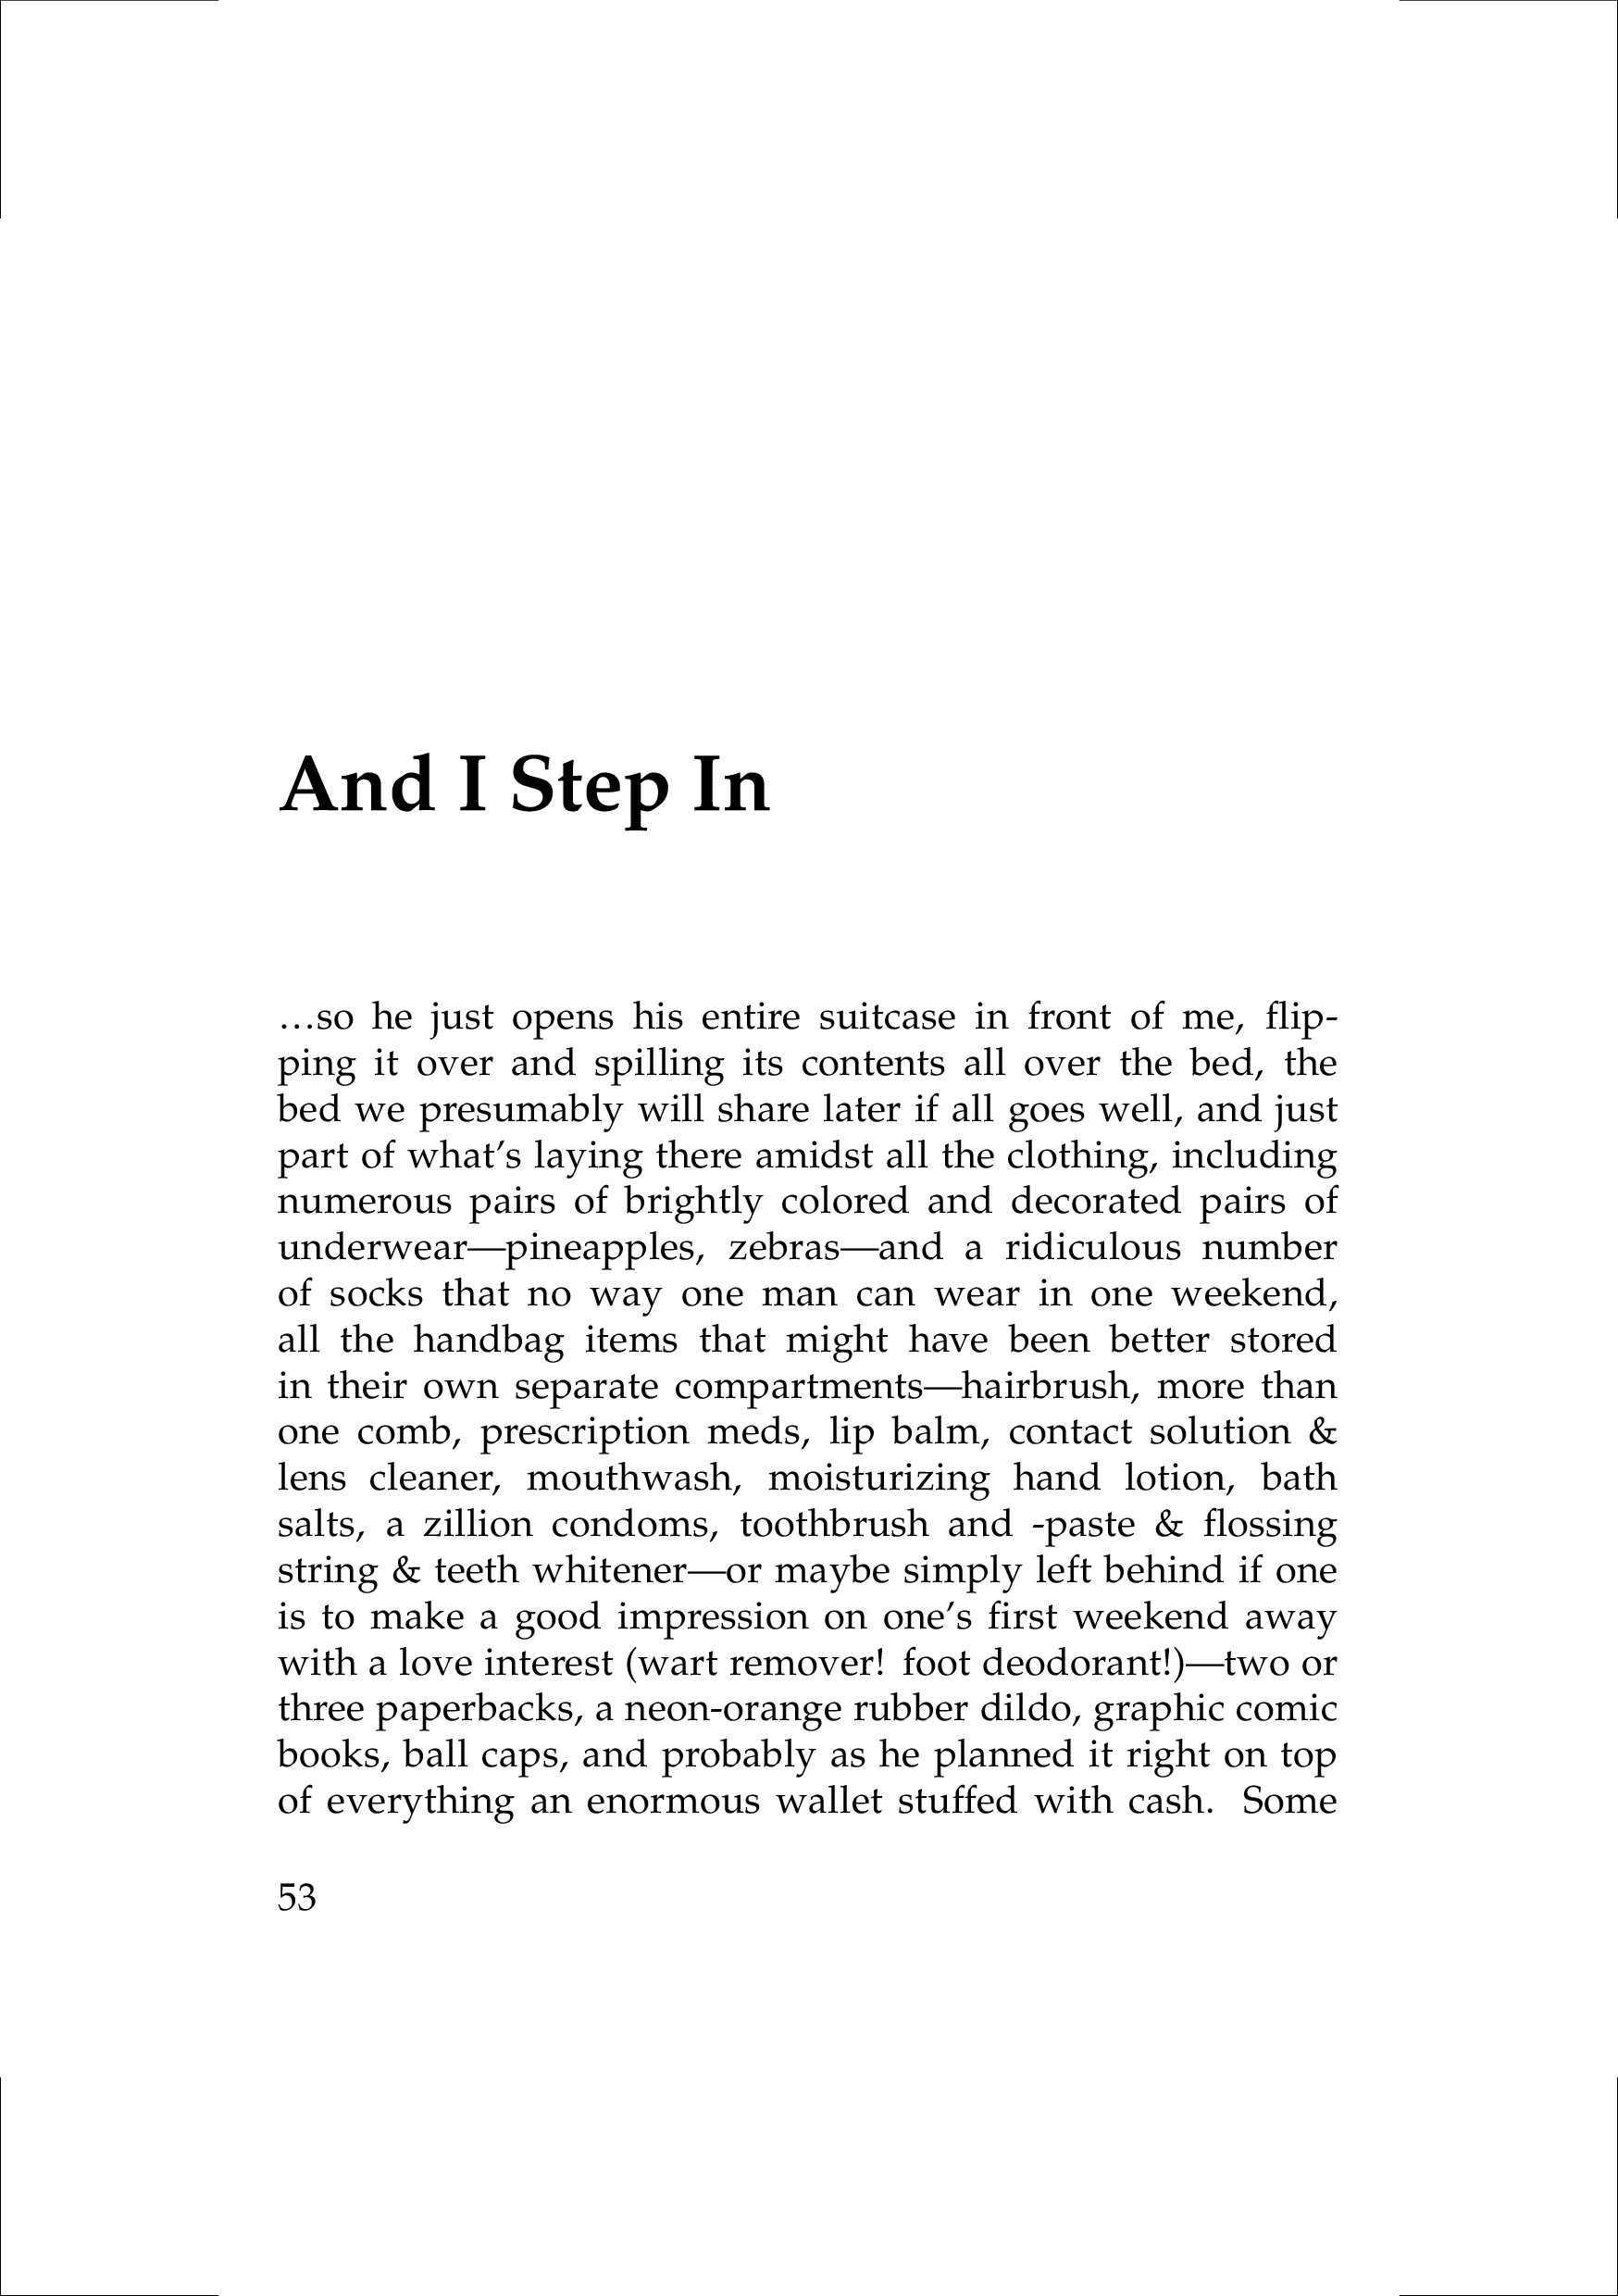 And I Step In
…so he just opens his entire suitcase in front of me, flip-
ping it over and spilling its contents all over the bed, the
bed we presumably will share later if all goes well, and just
part of what’s laying there amidst all the clothing, including
numerous pairs of brightly colored and decorated pairs of
underwear—pineapples, zebras—and a ridiculous number
of socks that no way one man can wear in one weekend,
all the handbag items that might have been better stored
in their own separate compartments—hairbrush, more than
one comb, prescription meds, lip balm, contact solution &
lens cleaner, mouthwash, moisturizing hand lotion, bath
salts, a zillion condoms, toothbrush and -paste & flossing
string & teeth whitener—or maybe simply left behind if one
is to make a good impression on one’s first weekend away
with a love interest (wart remover! foot deodorant!)—two or
three paperbacks, a neon-orange rubber dildo, graphic comic
books, ball caps, and probably as he planned it right on top
of everything an enormous wallet stuffed with cash. Some
53